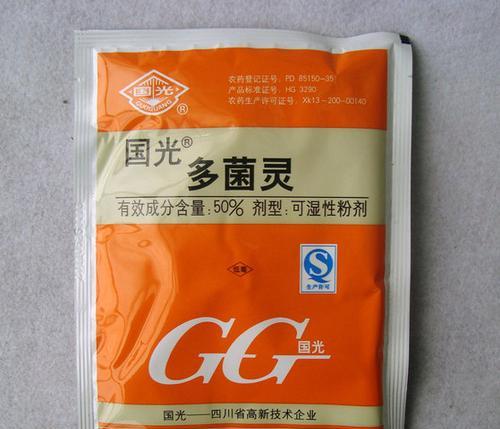 国光
GUOGUANG
®
农药登记证号：PD 85150-35
产品标准证号：HG 3290
农药生产许可证号：XK13-200-00140
国光®
多菌灵
有效成分含量:50% 剂型:可湿性粉剂
低毒
生产许可
GG国光
国光——四川省高新技术企业